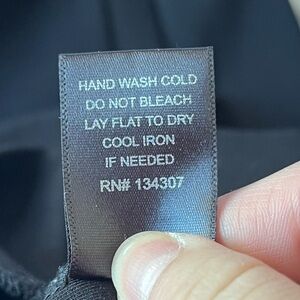 HAND WASH COLD
DO NOT BLEACH
LAY FLAT TO DRY
COOL IRON
IF NEEDED
RN# 134307